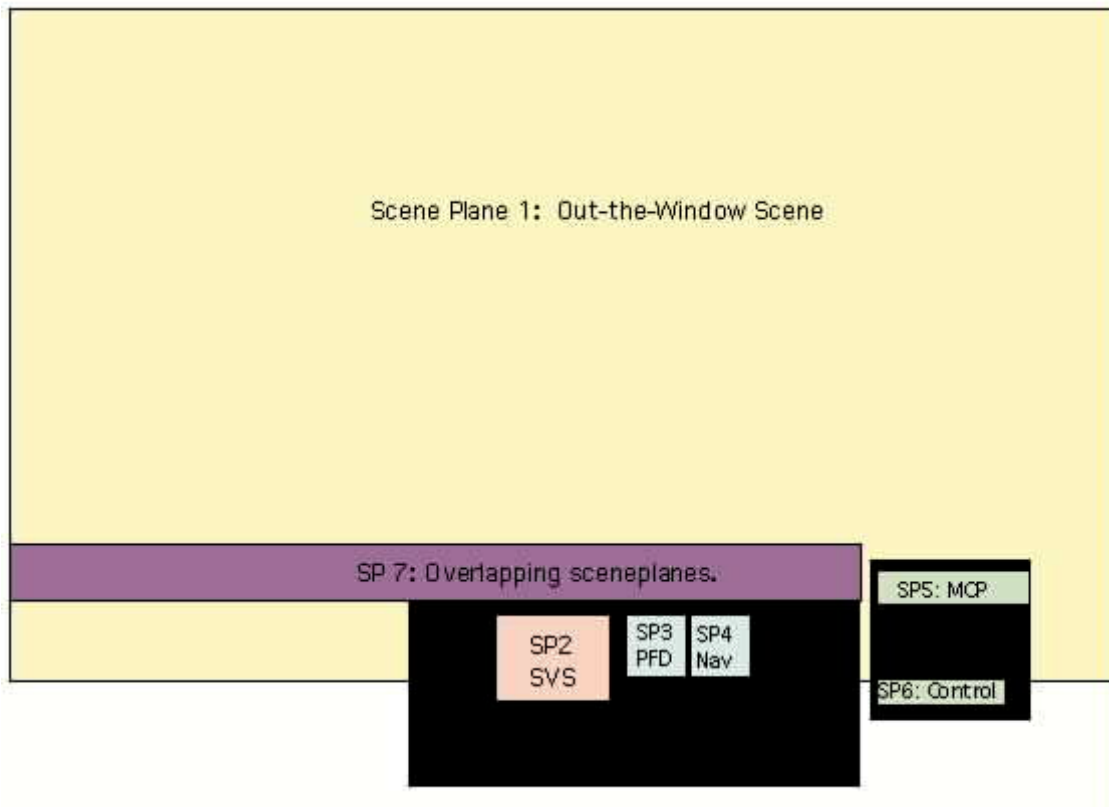 Scene Plane 1: Out-the-Window Scene
SP 7: Overlapping sceneplanes.
SP5: MCP
SP2
SVS
SP3
PFD
SP4
Nav
SP6: Control